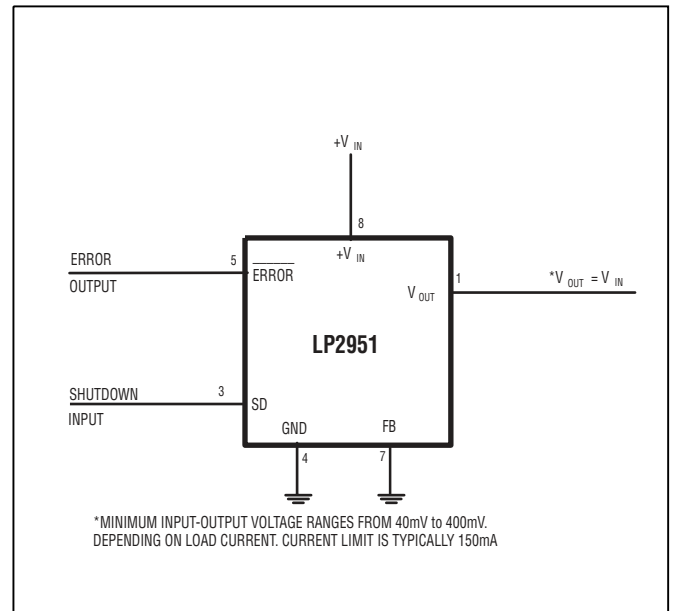 +V IN
8
+V IN
ERROR
OUTPUT
5
ERROR
1
V OUT
*V OUT = V IN
LP2951
SHUTDOWN
INPUT
3
SD
GND
FB
4
7
*MINIMUM INPUT-OUTPUT VOLTAGE RANGES FROM 40mV to 400mV.
DEPENDING ON LOAD CURRENT. CURRENT LIMIT IS TYPICALLY 150mA